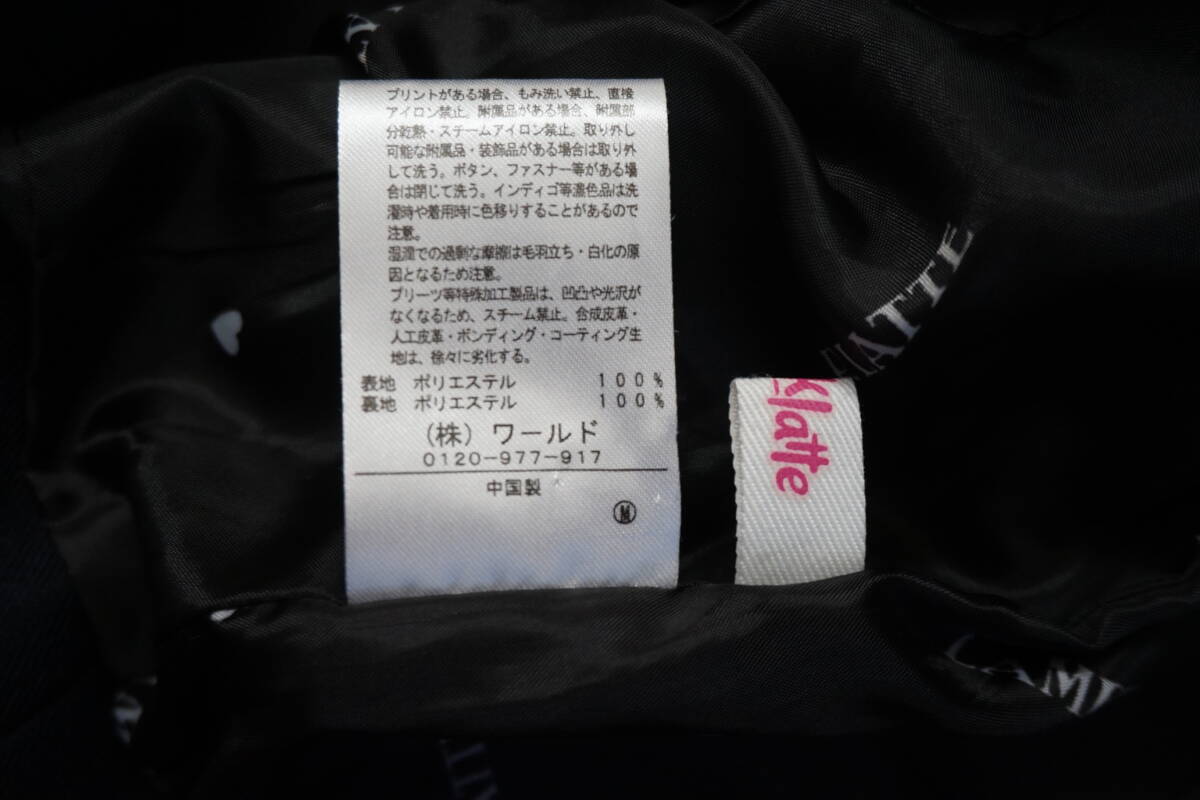 プリントがある場合、もみ洗い禁止、直接
アイロン禁止。附属品がある場合、附属部
分乾熱・スチームアイロン禁止。取り外し
可能な附属品・装飾品がある場合は取り外
して洗う。ボタン、ファスナー等がある場
合は閉じて洗う。インディゴ等濃色品は洗
濯時や着用時に色移りすることがあるので
注意。
湿潤での過剰な摩擦は毛羽立ち・白化の原
因となるため注意。
プリーツ等特殊加工製品は、凹凸や光沢が
なくなるため、スチーム禁止。合成皮革・
人工皮革・ボンディング・コーティング生
地は、徐々に劣化する。
表地 ポリエステル 100%
裏地 ポリエステル 100%
(株) ワールド
0120-977-917
中国製
M
latte